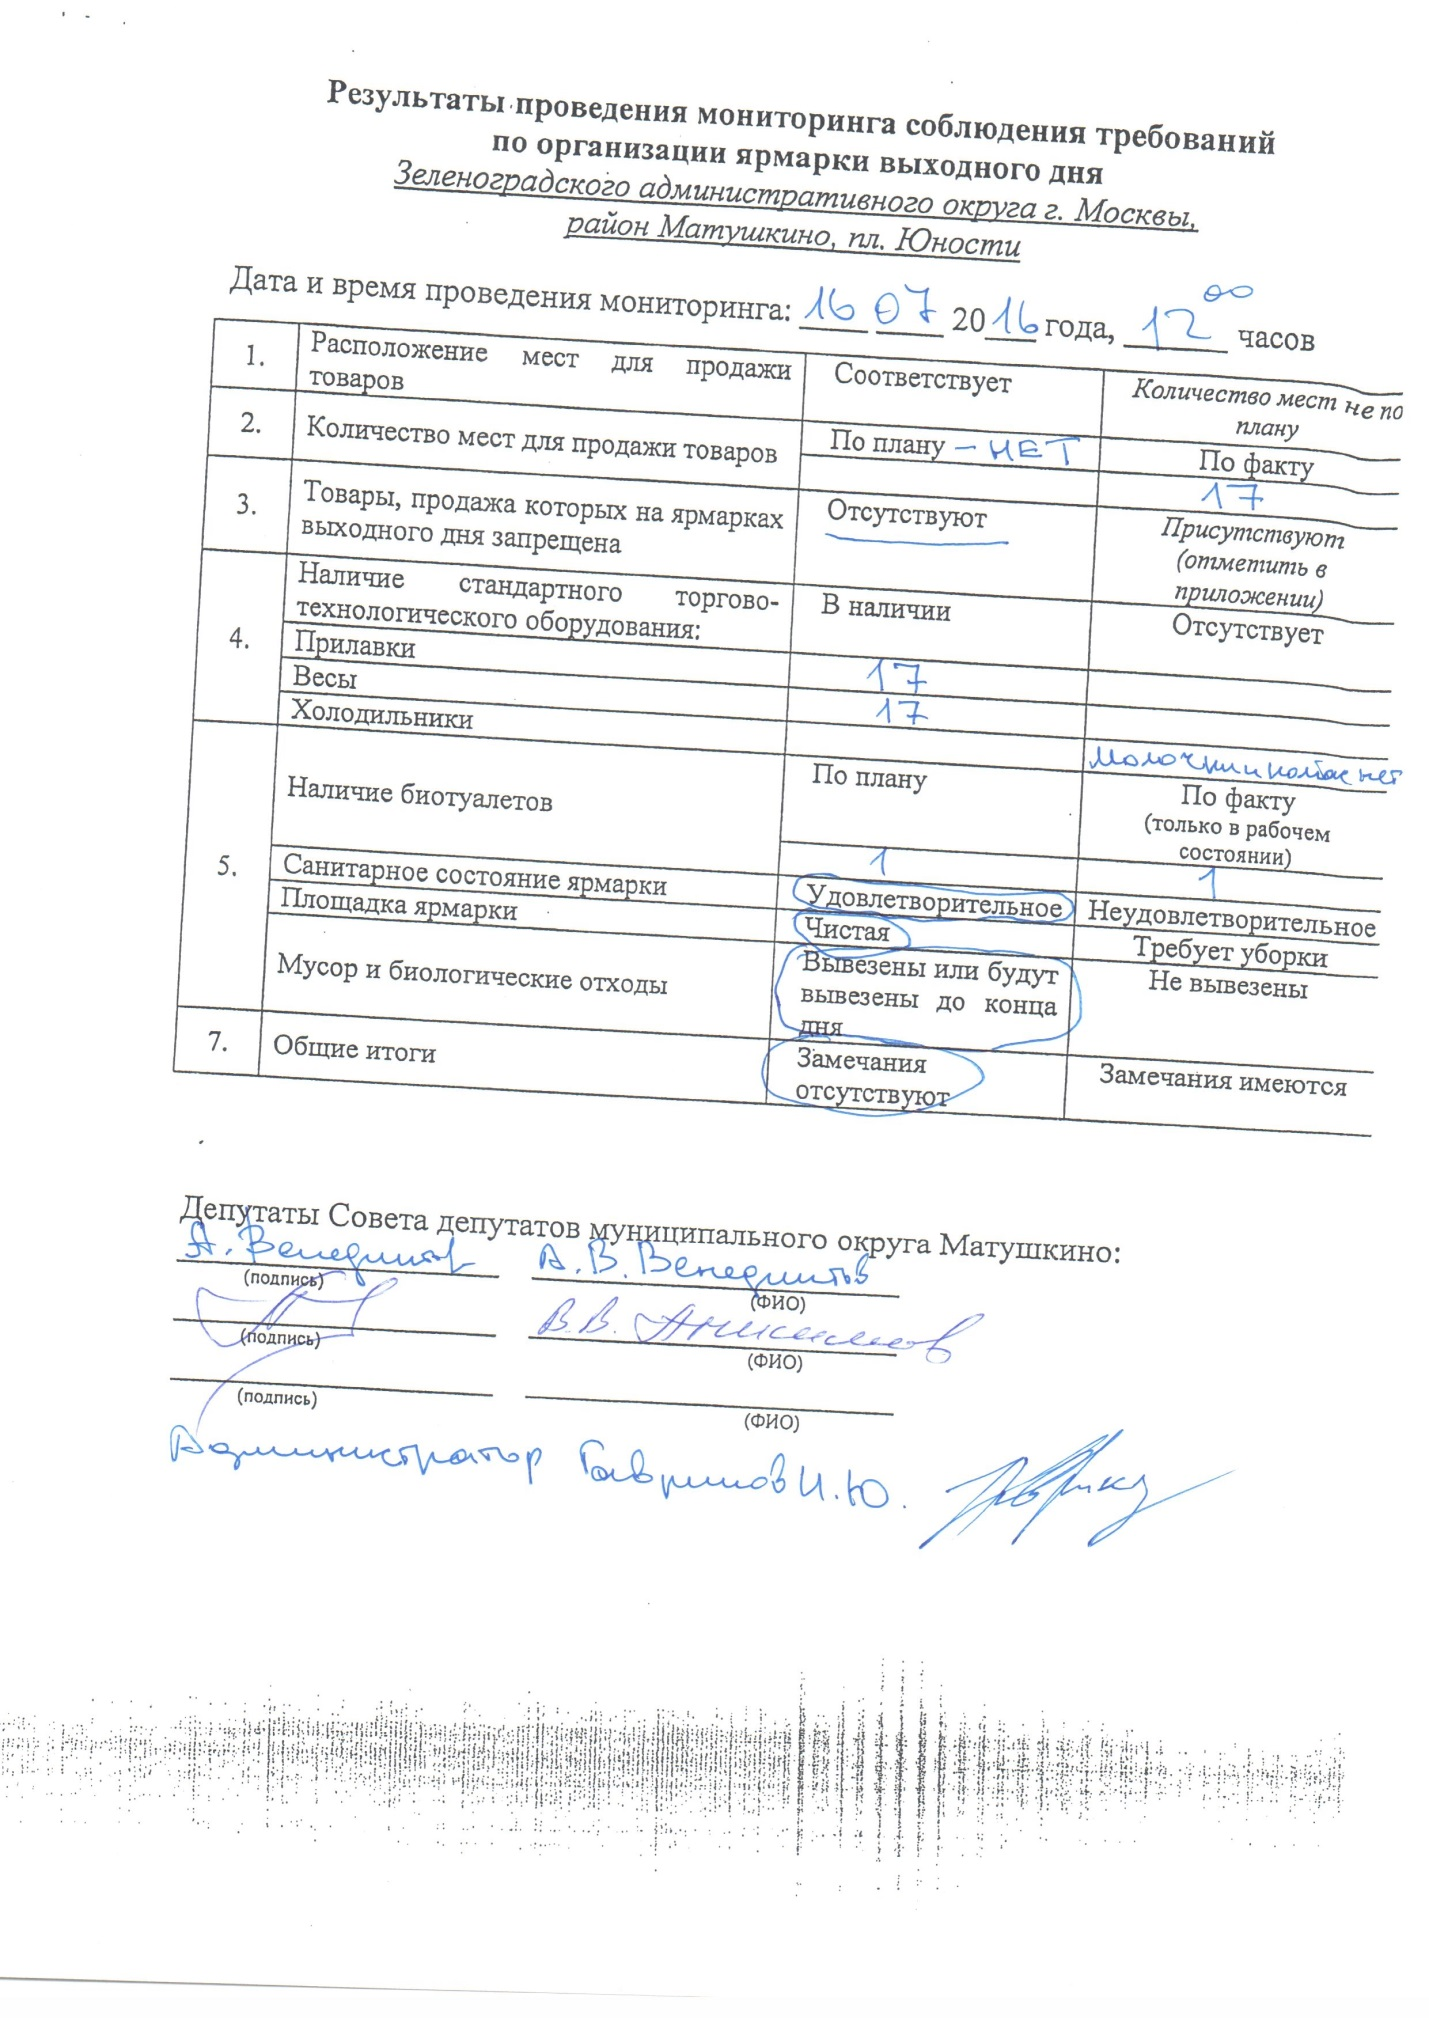 Результаты проведения мониторинга соблюдения требований
по организации ярмарки выходного дня
Зеленоградского административного округа г. Москвы,
район Матушкино, пл. Юности
Дата и время проведения мониторинга: 16 07 2016 года, 12 00 часов
1. Расположение мест для продажи товаров Соответствует Количество мест не по плану
2. Количество мест для продажи товаров По плану – НЕТ По факту
17
3. Товары, продажа которых на ярмарках выходного дня запрещена Отсутствуют Присутствуют (отметить в приложении)
4. Наличие стандартного торгово-технологического оборудования: В наличии Отсутствует
Прилавки 17
Весы 17
Холодильники Молочки и колбас нет
5. Наличие биотуалетов По плану По факту (только в рабочем состоянии)
1 1
Санитарное состояние ярмарки Удовлетворительное Неудовлетворительное
Площадка ярмарки Чистая Требует уборки
Мусор и биологические отходы Вывезены или будут вывезены до конца дня Не вывезены
7. Общие итоги Замечания отсутствуют Замечания имеются
Депутаты Совета депутатов муниципального округа Матушкино:
А. Венедиктов А. В. Венедиктов
(подпись) (ФИО)
В.В. Анисимов
(подпись) (ФИО)
(подпись) (ФИО)
Администратор Гаврилов И.Ю.